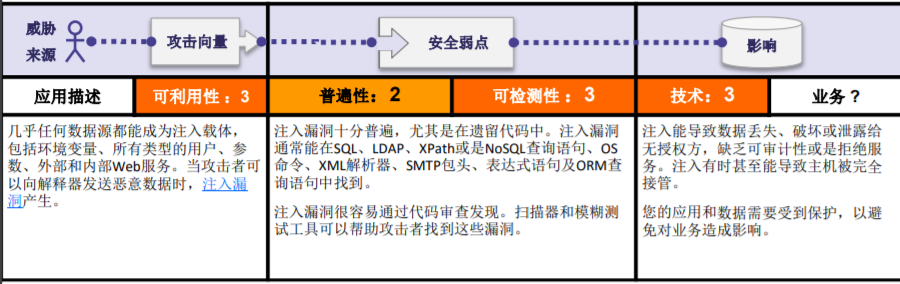 威胁
来源
攻击向量
安全弱点
影响
应用描述
可利用性：3
普遍性：2
可检测性：3
技术：3
业务？
几乎任何数据源都能成为注入载体，
包括环境变量、所有类型的用户、参
数、外部和内部Web服务。当攻击者可
以向解释器发送恶意数据时，注入漏
洞产生。
注入漏洞十分普遍，尤其是在遗留代码中。注入漏洞
通常能在SQL、LDAP、XPath或是NoSQL查询语句、OS
命令、XML解析器、SMTP包头、表达式语句及ORM查
询语句中找到。
注入漏洞很容易通过代码审查发现。扫描器和模糊测
试工具可以帮助攻击者找到这些漏洞。
注入能导致数据丢失、破坏或泄露给
无授权方，缺乏可审计性或是拒绝服
务。注入有时甚至能导致主机被完全
接管。
您的应用和数据需要受到保护，以避
免对业务造成影响。